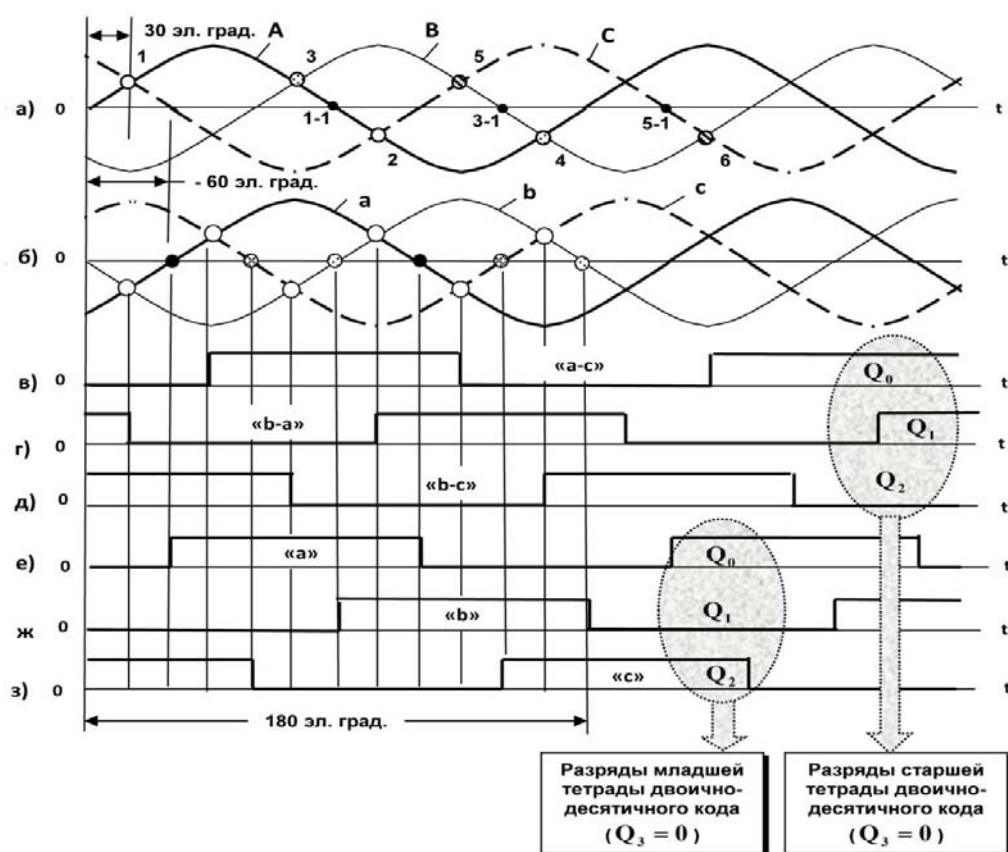 30 эл. град.
A
B
C
1
3
5
а)
0
1-1
3-1
5-1
t
2
4
6
- 60 эл. град.
a
b
c
б)
0
t
в)
0
«a-c»
Q0
t
г)
0
«b-a»
Q1
t
д)
0
«b-c»
Q2
t
е)
0
«a»
Q0
t
ж
0
«b»
Q1
t
з)
0
«c»
Q2
t
180 эл. град.
Разряды младшей
тетрады двоично-
десятичного кода
( Q3 = 0 )
Разряды старшей
тетрады двоично-
десятичного кода
( Q3 = 0 )